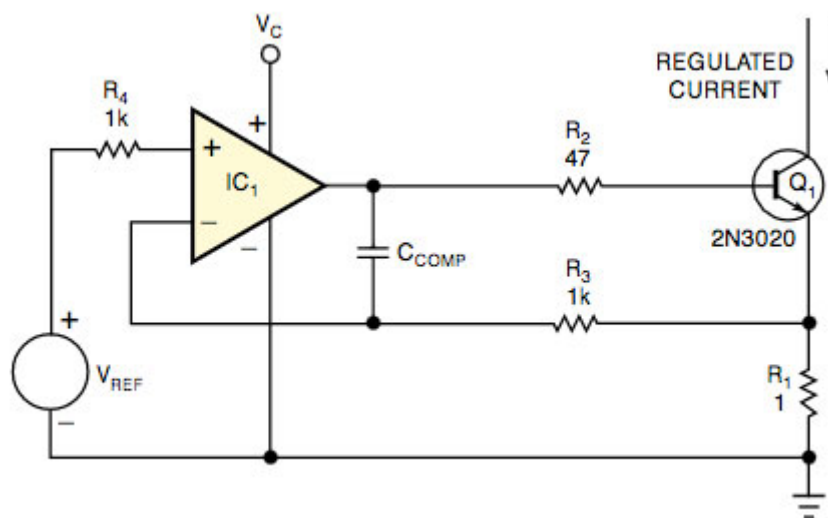 V_C
REGULATED
CURRENT
V
R_4
1k
+
+
IC_1
−
−
R_2
47
Q_1
2N3020
C_COMP
R_3
1k
+
V_REF
−
R_1
1